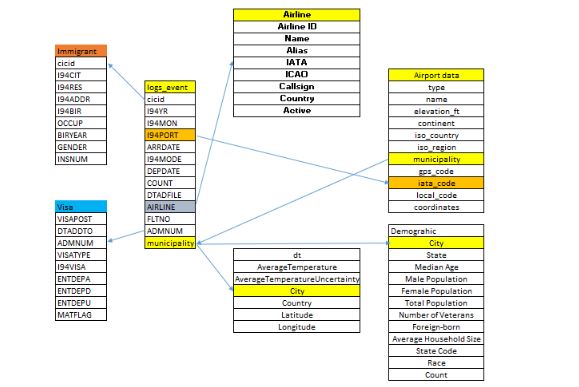 Immigrant
cicid
I94CIT
I94RES
I94ADDR
I94BIR
OCCUP
BIRYEAR
GENDER
INSNUM
Visa
VISAPOST
DTADDTO
ADMNUM
VISATYPE
I94VISA
ENTDEPA
ENTDEPD
ENTDEPU
MATFLAG
logs_event
cicid
I94YR
I94MON
I94PORT
ARRDATE
I94MODE
DEPDATE
COUNT
DTADFILE
AIRLINE
FLTNO
ADMNUM
municipality
Airline
Airline ID
Name
Alias
IATA
ICAO
Callsign
Country
Active
dt
AverageTemperature
AverageTemperatureUncertainty
City
Country
Latitude
Longitude
Airport data
type
name
elevation_ft
continent
iso_country
iso_region
municipality
gps_code
iata_code
local_code
coordinates
Demograhic
City
State
Median Age
Male Population
Female Population
Total Population
Number of Veterans
Foreign-born
Average Household Size
State Code
Race
Count